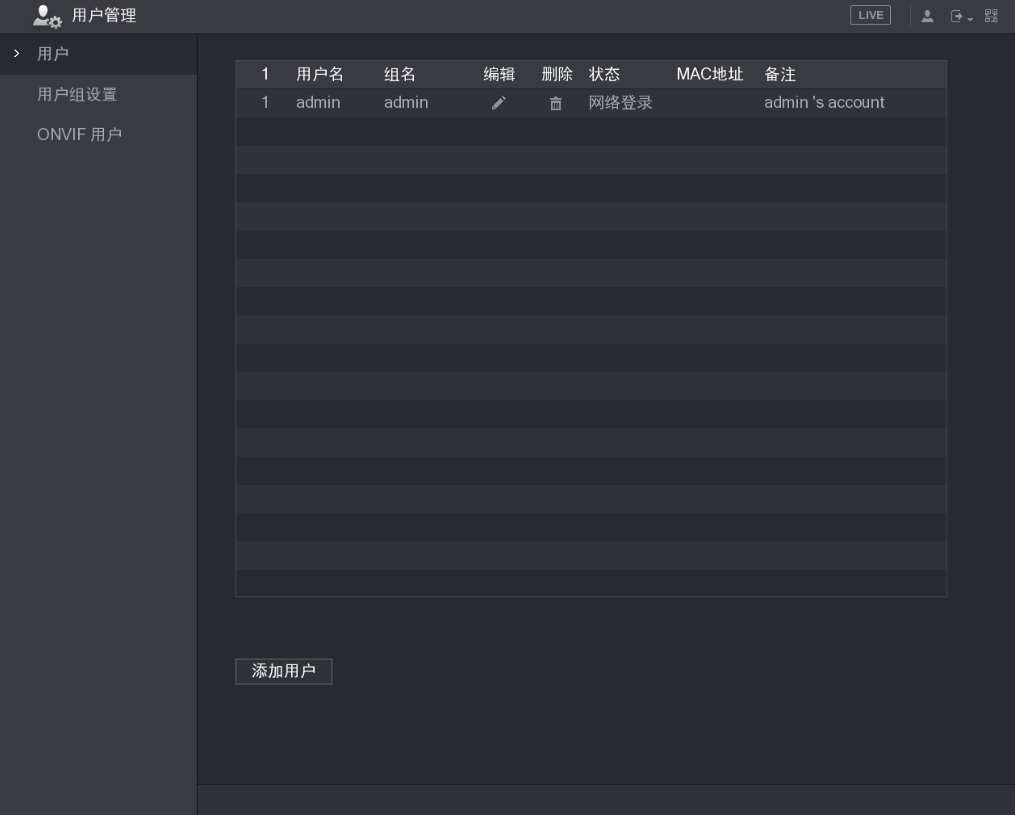 用户管理 LIVE
用户
用户组设置
ONVIF 用户
1 用户名 组名 编辑 删除 状态 MAC地址 备注
1 admin admin 网络登录 admin 's account
添加用户